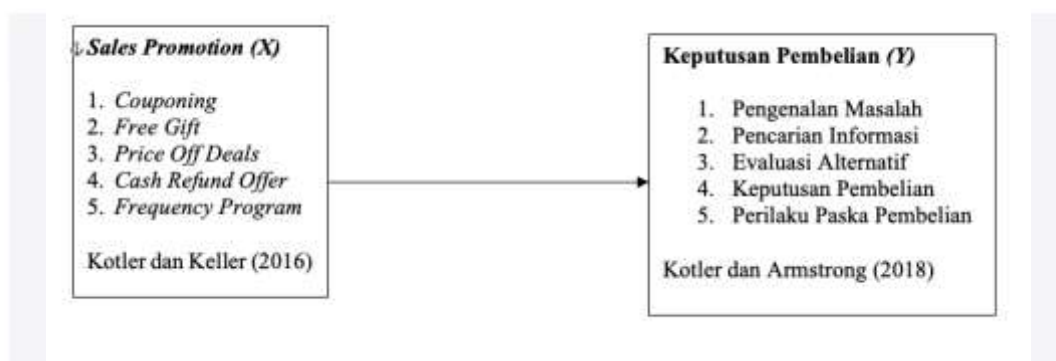 Sales Promotion (X)
1. Couponing
2. Free Gift
3. Price Off Deals
4. Cash Refund Offer
5. Frequency Program
Kotler dan Keller (2016)
Keputusan Pembelian (Y)
1. Pengenalan Masalah
2. Pencarian Informasi
3. Evaluasi Alternatif
4. Keputusan Pembelian
5. Perilaku Paska Pembelian
Kotler dan Armstrong (2018)